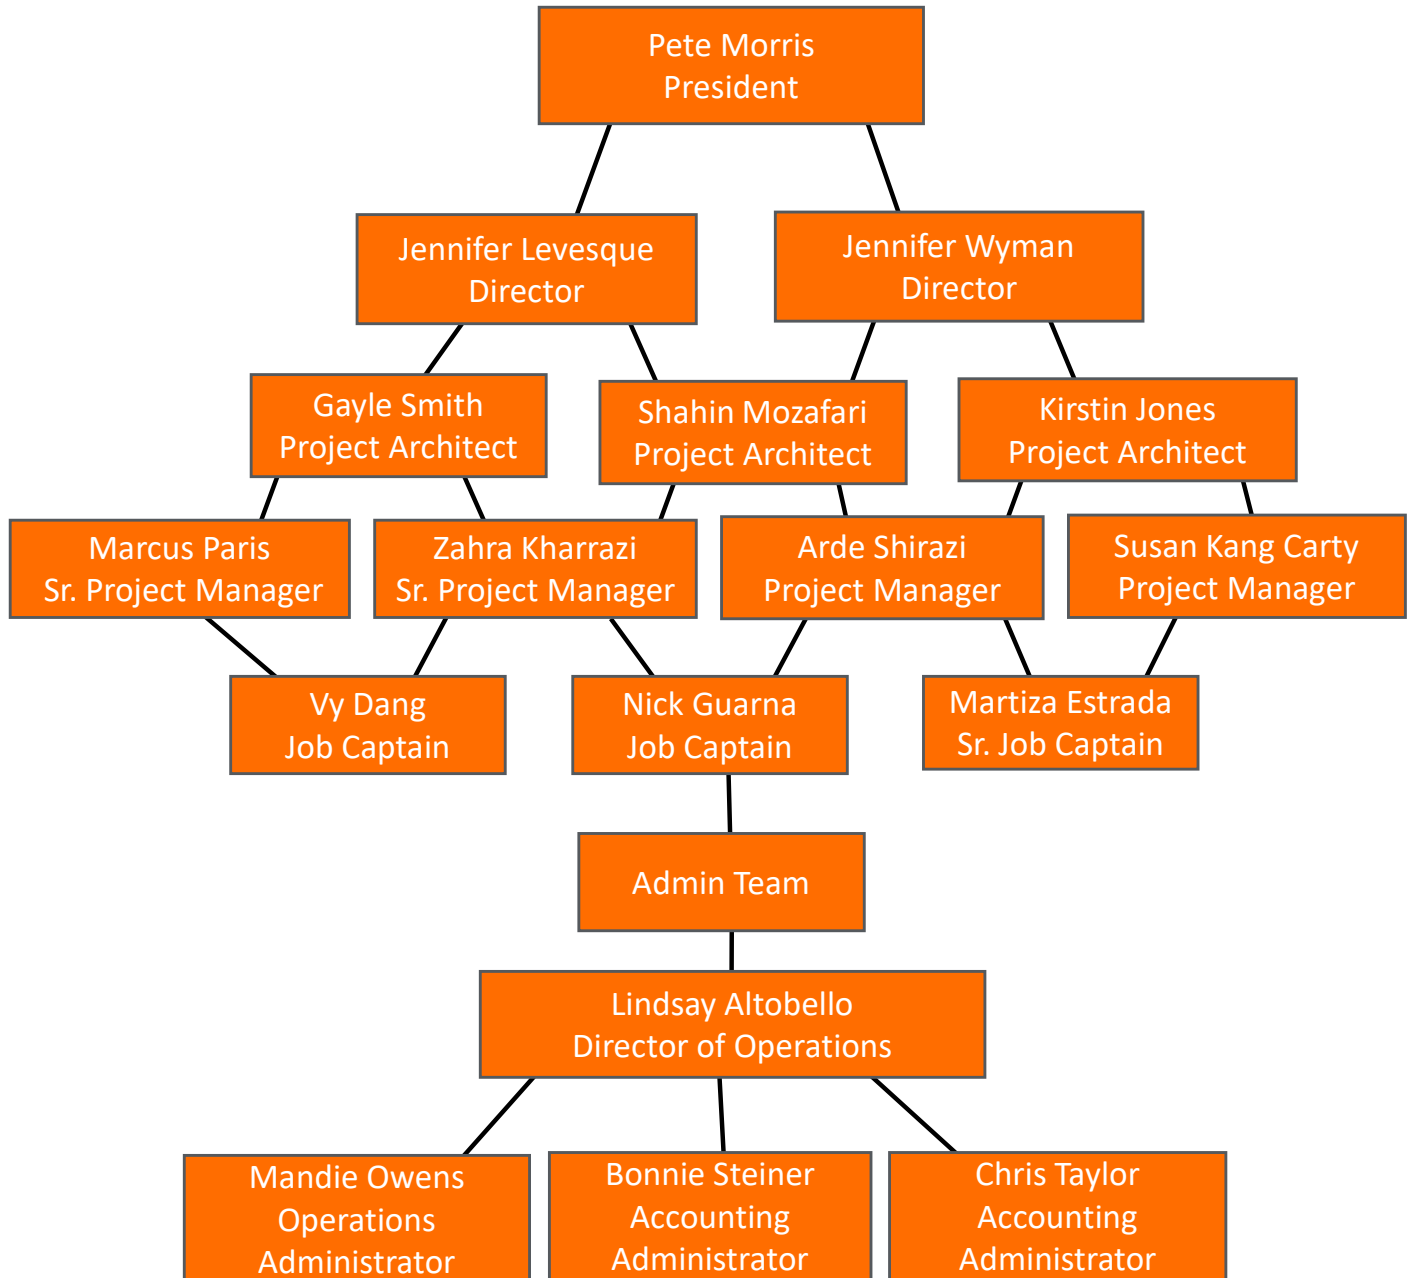 Pete Morris
President
Jennifer Levesque
Director
Jennifer Wyman
Director
Gayle Smith
Project Architect
Shahin Mozafari
Project Architect
Kirstin Jones
Project Architect
Marcus Paris
Sr. Project Manager
Zahra Kharrazi
Sr. Project Manager
Arde Shirazi
Project Manager
Susan Kang Carty
Project Manager
Vy Dang
Job Captain
Nick Guarna
Job Captain
Martiza Estrada
Sr. Job Captain
Admin Team
Lindsay Altobello
Director of Operations
Mandie Owens
Operations
Administrator
Bonnie Steiner
Accounting
Administrator
Chris Taylor
Accounting
Administrator